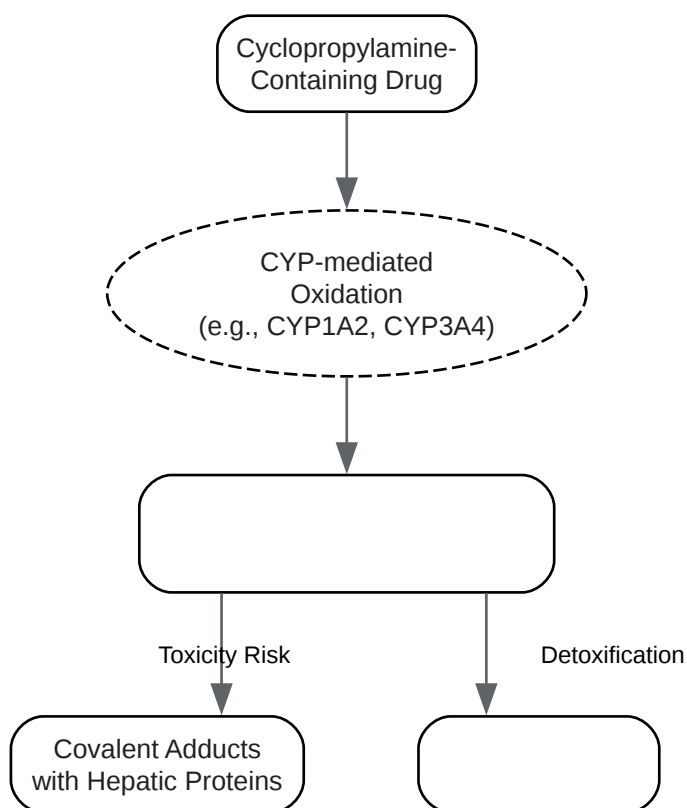 Cyclopropylamine-
Containing Drug
CYP-mediated
Oxidation
(e.g., CYP1A2, CYP3A4)
Toxicity Risk
Detoxification
Covalent Adducts
with Hepatic Proteins